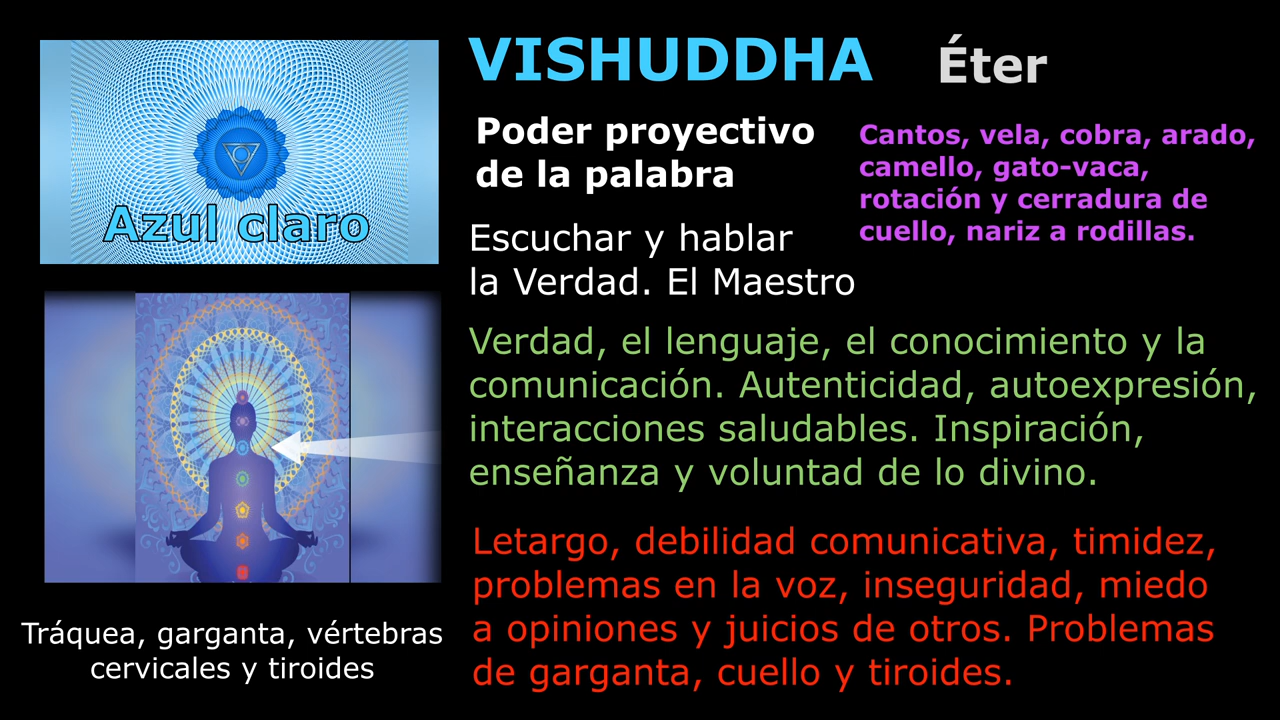 VISHUDDHA
Éter
Azul claro
Poder proyectivo
de la palabra
Cantos, vela, cobra, arado,
camello, gato-vaca,
rotación y cerradura de
cuello, nariz a rodillas.
Escuchar y hablar
la Verdad. El Maestro
Verdad, el lenguaje, el conocimiento y la
comunicación. Autenticidad, autoexpresión,
interacciones saludables. Inspiración,
enseñanza y voluntad de lo divino.
Letargo, debilidad comunicativa, timidez,
problemas en la voz, inseguridad, miedo
a opiniones y juicios de otros. Problemas
de garganta, cuello y tiroides.
Tráquea, garganta, vértebras
cervicales y tiroides